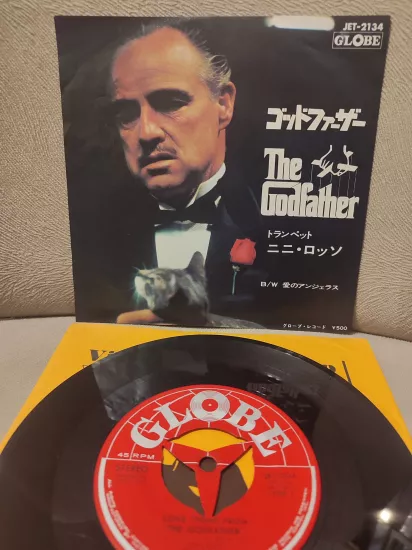 JET-2134
GLOBE
ゴッドファーザー
The
Godfather
トランペット
ニニ・ロッソ
B/W 愛のアンジェラス
グローブ・レコード ¥500
GLOBE
45 RPM
STEREO
THE GODFATHER